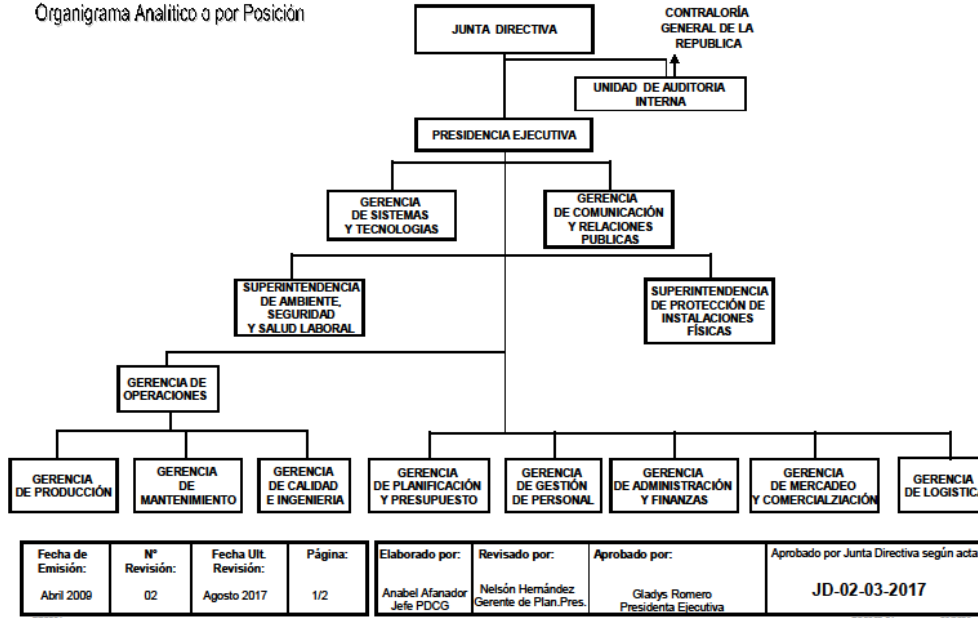 Organigrama Analitico o por Posición
JUNTA DIRECTIVA
CONTRALORÍA
GENERAL DE LA
REPUBLICA
UNIDAD DE AUDITORIA
INTERNA
PRESIDENCIA EJECUTIVA
GERENCIA
DE SISTEMAS
Y TECNOLOGIAS
GERENCIA
DE COMUNICACIÓN
Y RELACIONES
PUBLICAS
SUPERINTENDENCIA
DE AMBIENTE,
SEGURIDAD
Y SALUD LABORAL
SUPERINTENDENCIA
DE PROTECCIÓN DE
INSTALACIONES
FÍSICAS
GERENCIA DE
OPERACIONES
GERENCIA
DE PRODUCCIÓN
GERENCIA
DE
MANTENIMIENTO
GERENCIA
DE CALIDAD
E INGENIERIA
GERENCIA
DE PLANIFICACIÓN
Y PRESUPUESTO
GERENCIA
DE GESTIÓN
DE PERSONAL
GERENCIA
DE ADMINISTRACIÓN
Y FINANZAS
GERENCIA
DE MERCADEO
Y COMERCIALZIACIÓN
GERENCIA
DE LOGISTICA
Fecha de
Emisión:
Abril 2009
Nº
Revisión:
02
Fecha Ult.
Revisión:
Agosto 2017
Página:
1/2
Elaborado por:
Anabel Afanador
Jefe PDCG
Revisado por:
Nelsón Hernández
Gerente de Plan.Pres.
Aprobado por:
Gladys Romero
Presidenta Ejecutiva
Aprobado por Junta Directiva según acta
JD-02-03-2017